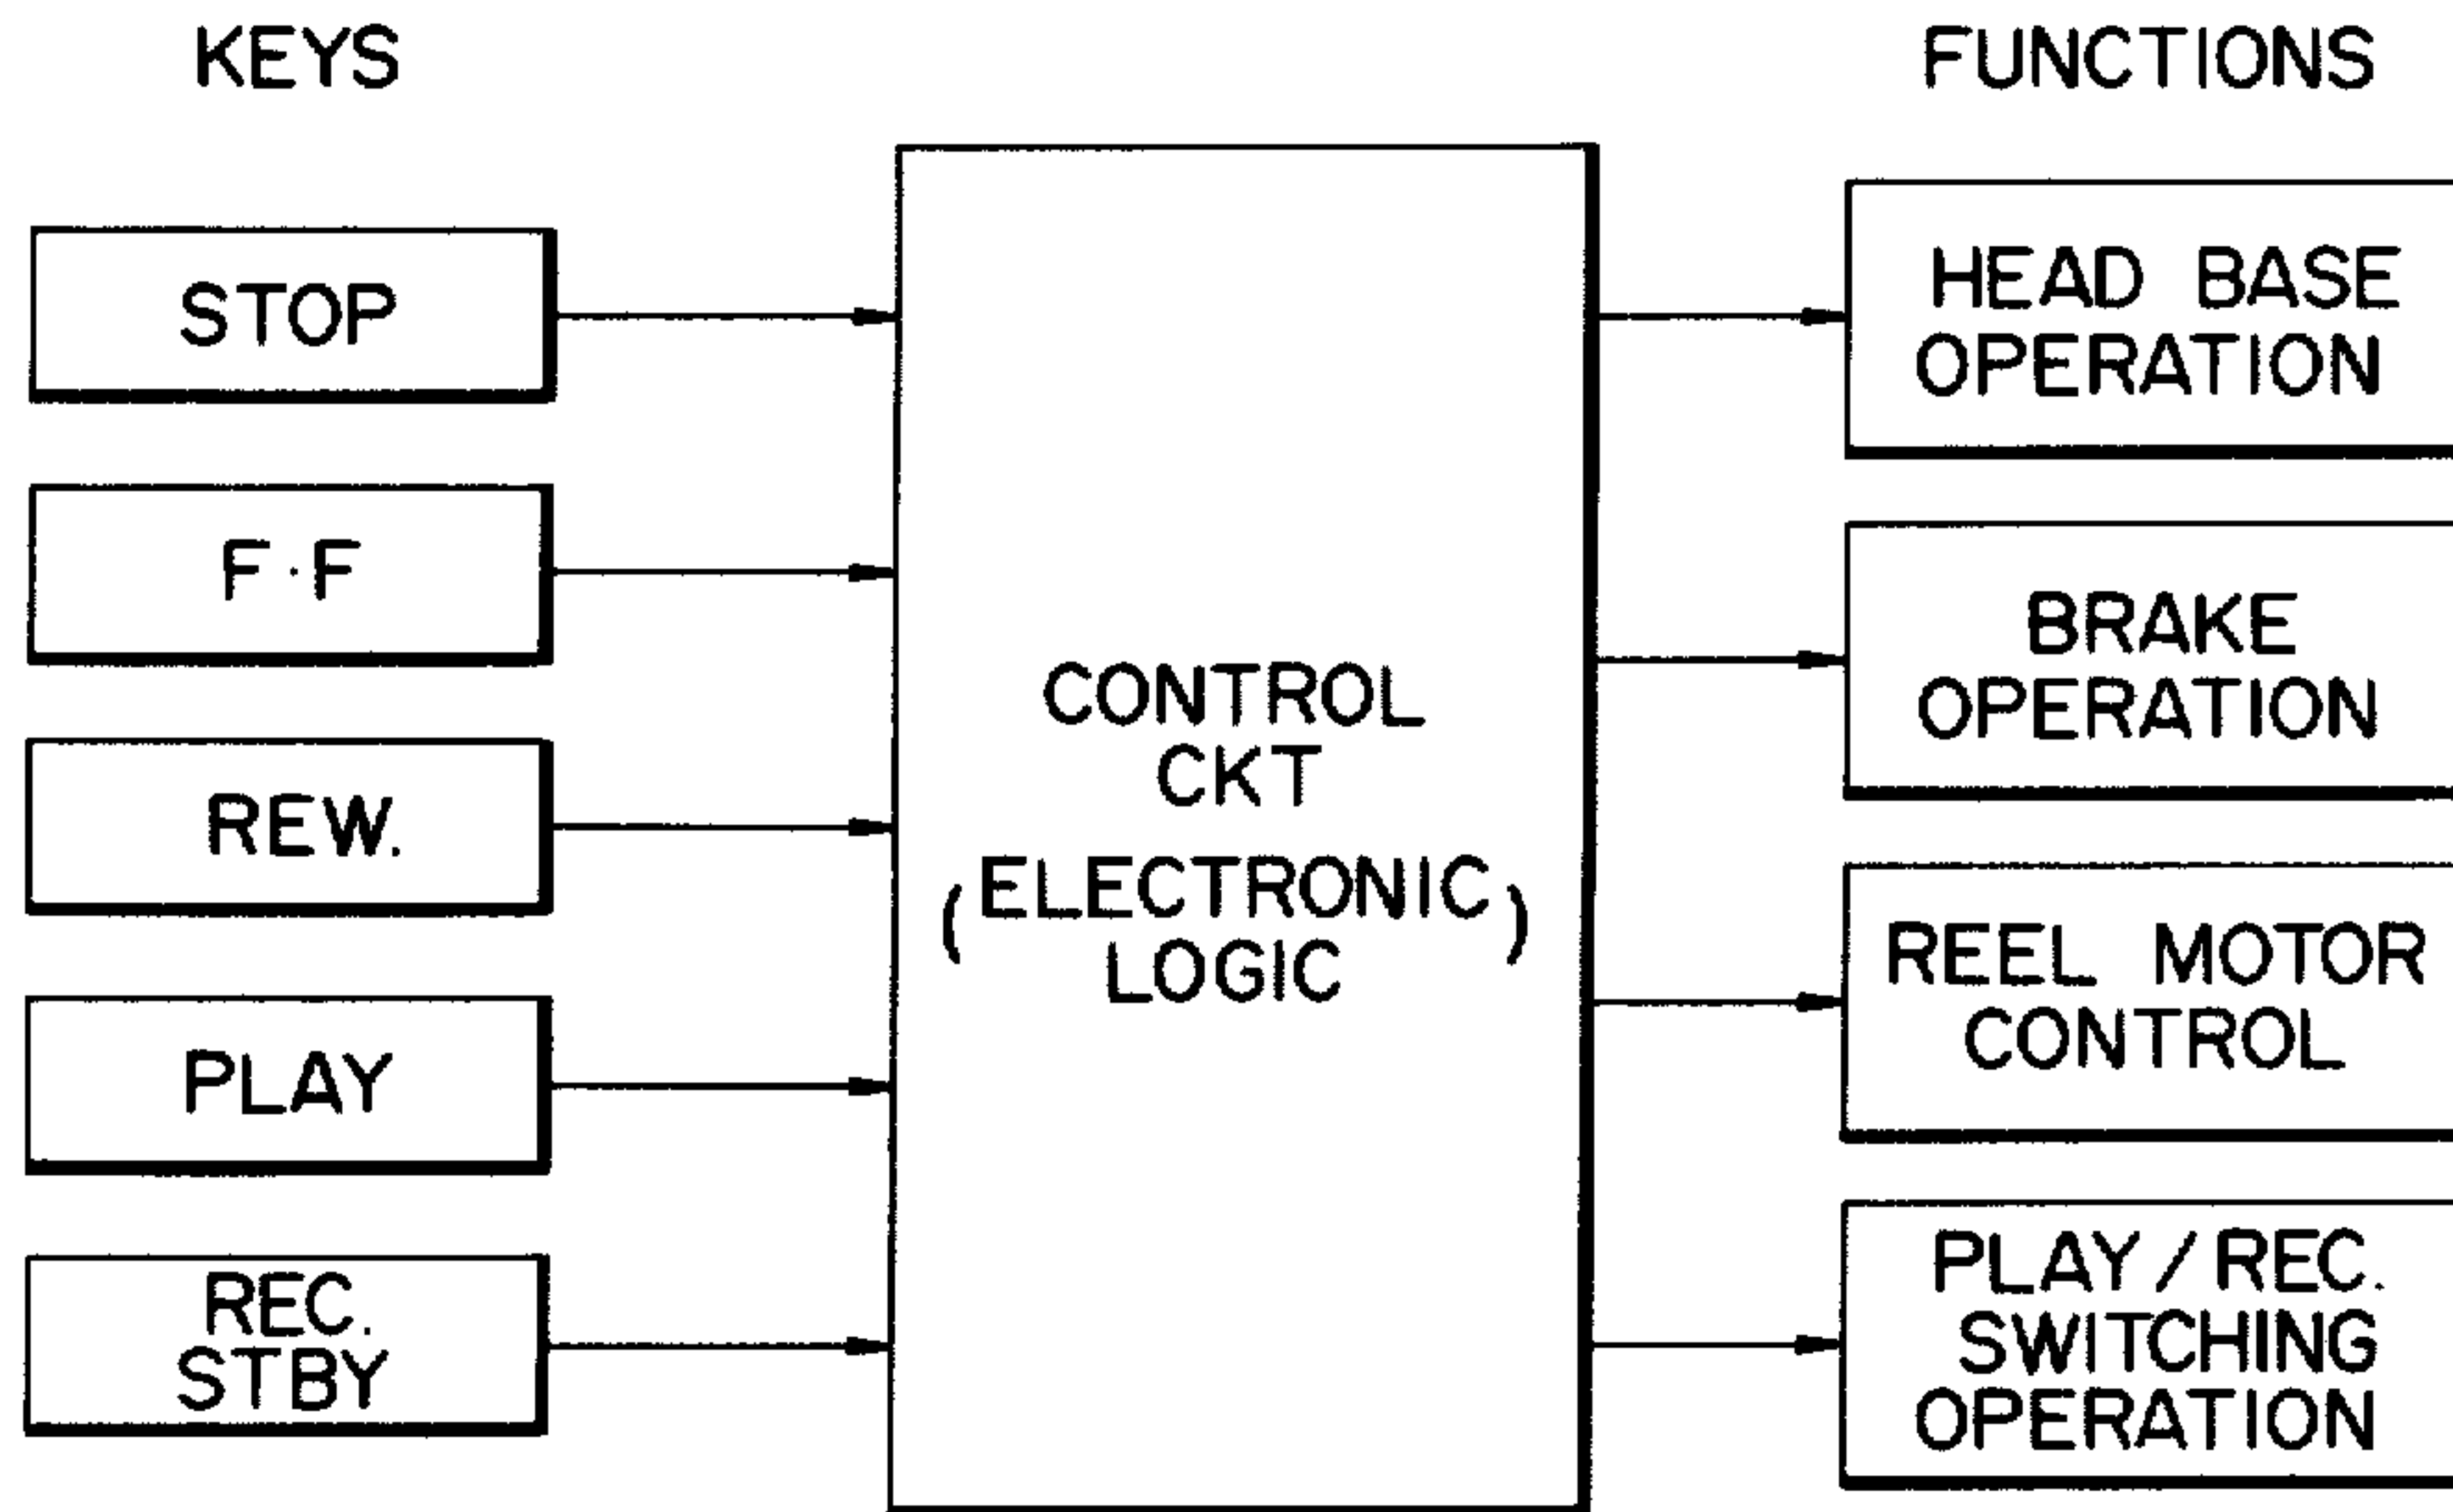 KEYS
FUNCTIONS
STOP
F·F
REW.
PLAY
REC.
STBY
CONTROL
CKT
(ELECTRONIC
LOGIC)
HEAD BASE
OPERATION
BRAKE
OPERATION
REEL MOTOR
CONTROL
PLAY/REC.
SWITCHING
OPERATION